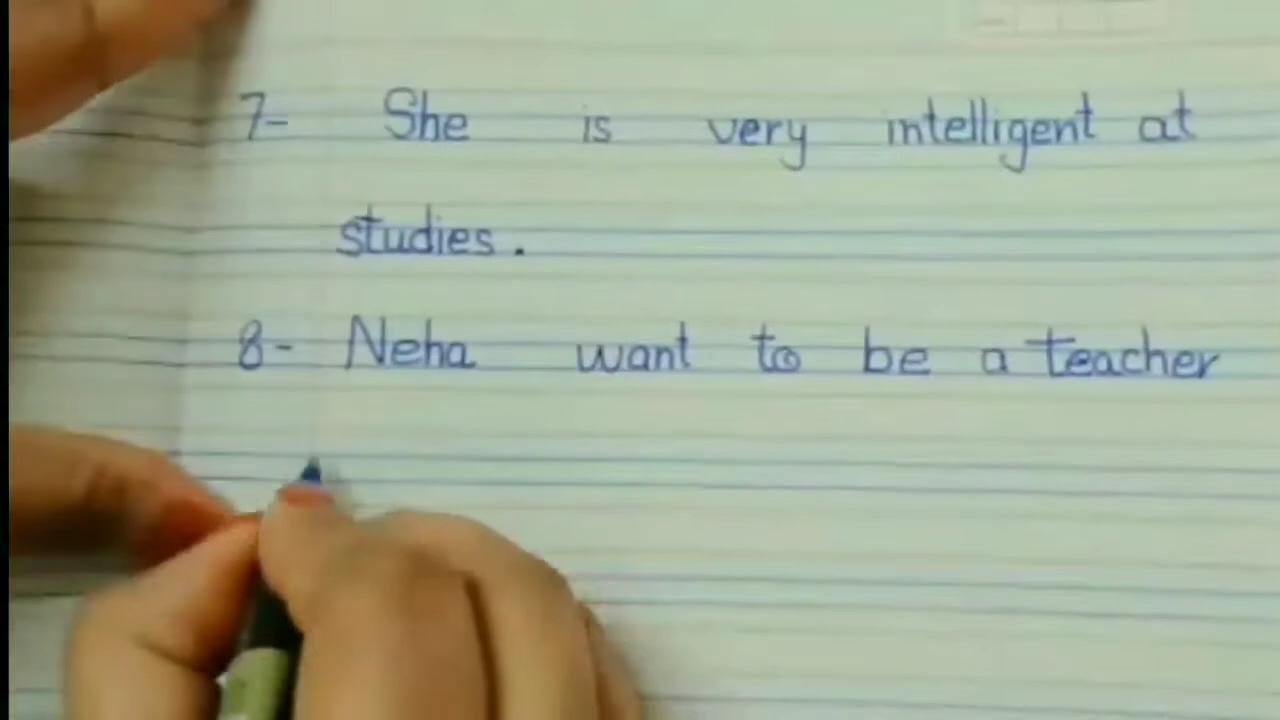 7- She is very intelligent at
studies.
8- Neha want to be a teacher